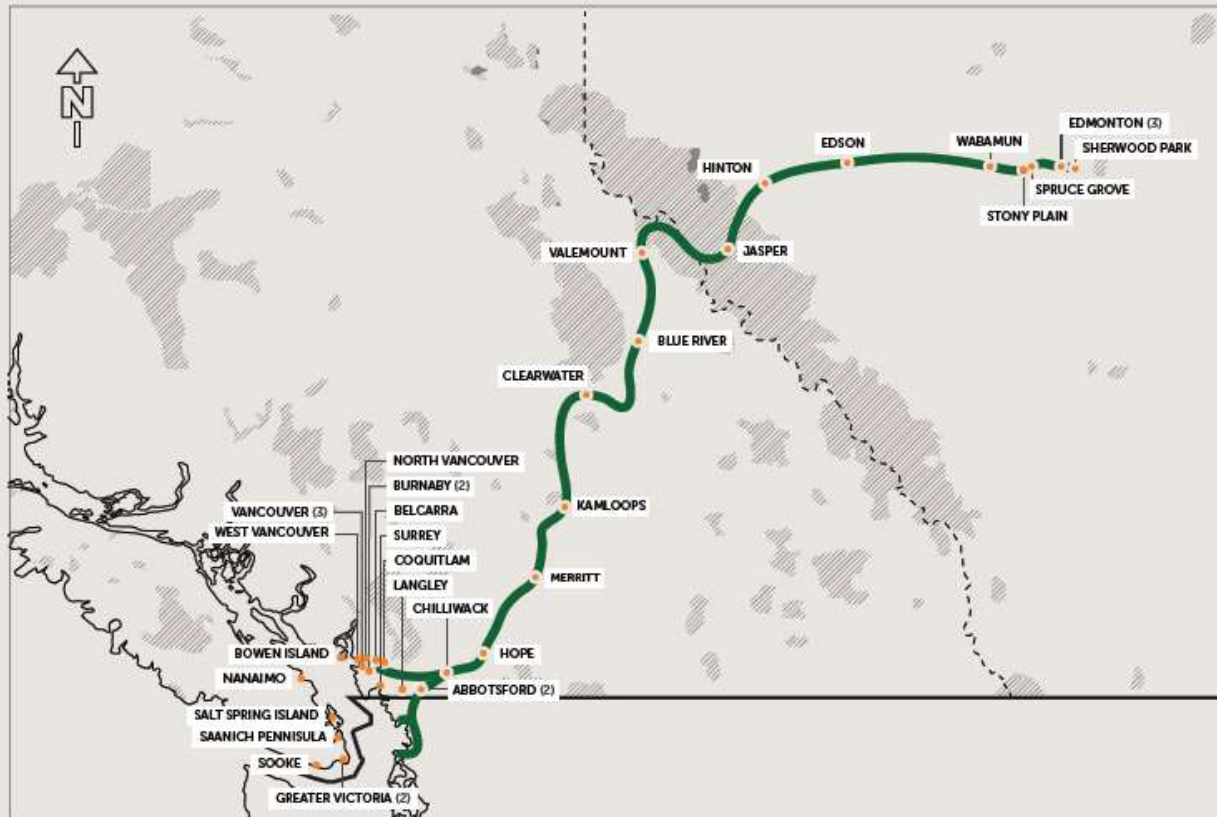 N
EDMONTON (3)
SHERWOOD PARK
WABAMUN
EDSON
HINTON
SPRUCE GROVE
STONY PLAIN
VALEMOUNT
JASPER
BLUE RIVER
CLEARWATER
NORTH VANCOUVER
BURNABY (2)
KAMLOOPS
VANCOUVER (3)
BELCARRA
WEST VANCOUVER
SURREY
COQUITLAM
MERRITT
LANGLEY
CHILLIWACK
BOWEN ISLAND
HOPE
NANAIMO
ABBOTSFORD (2)
SALT SPRING ISLAND
SAANICH PENNISULA
SOOKE
GREATER VICTORIA (2)